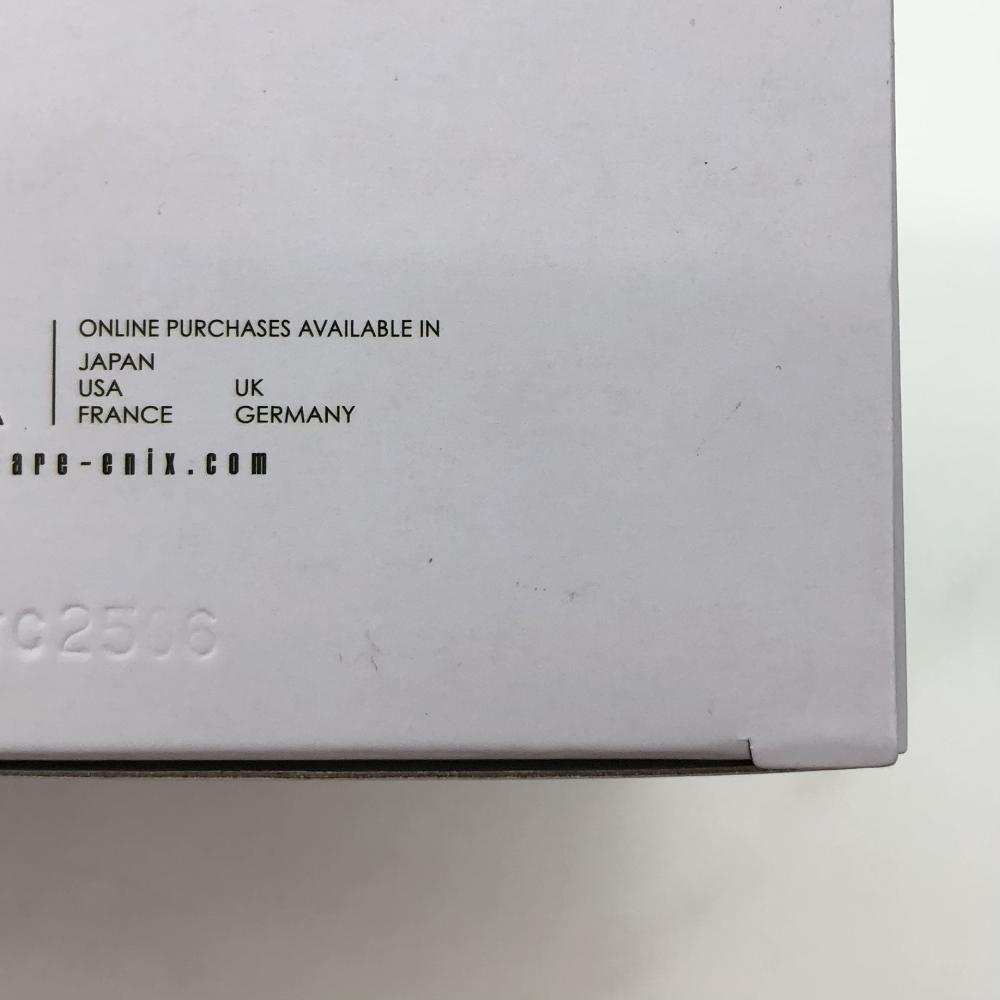 ONLINE PURCHASES AVAILABLE IN
JAPAN
USA UK
FRANCE GERMANY
are-enix.com
C2506